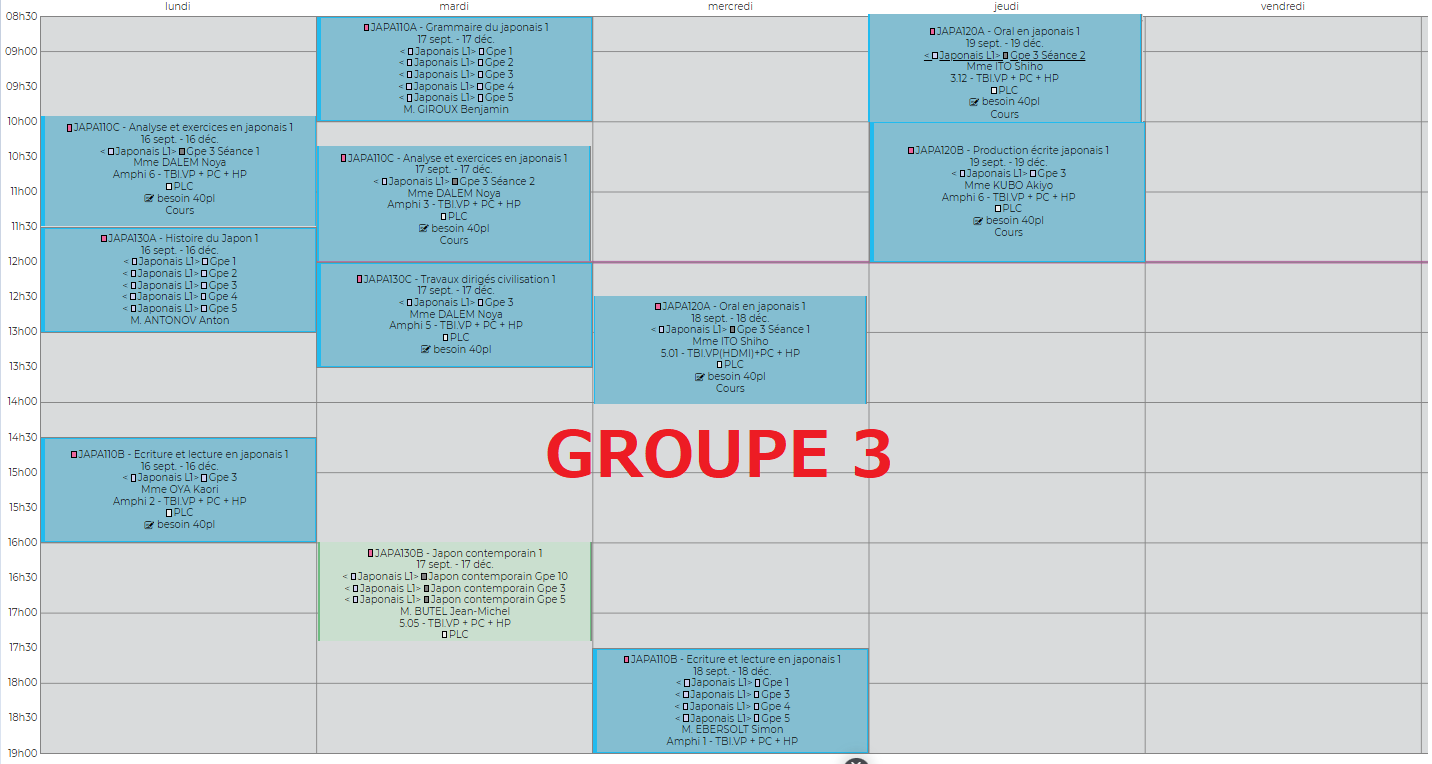 lundi
mardi
mercredi
jeudi
vendredi
08h30
09h00
09h30
10h00
10h30
11h00
11h30
12h00
12h30
13h00
13h30
14h00
14h30
15h00
15h30
16h00
16h30
17h00
17h30
18h00
18h30
19h00
JAPA110C - Analyse et exercices en japonais 1
16 sept. - 16 déc.
< Japonais L1> Gpe 3 Séance 1
Mme DALEM Noya
Amphi 6 - TBI.VP + PC + HP
PLC
besoin 40pl
Cours
JAPA130A - Histoire du Japon 1
16 sept. - 16 déc.
< Japonais L1> Gpe 1
< Japonais L1> Gpe 2
< Japonais L1> Gpe 3
< Japonais L1> Gpe 4
< Japonais L1> Gpe 5
M. ANTONOV Anton
JAPA110B - Ecriture et lecture en japonais 1
16 sept. - 16 déc.
< Japonais L1> Gpe 3
Mme OYA Kaori
Amphi 2 - TBI.VP + PC + HP
PLC
besoin 40pl
JAPA110A - Grammaire du japonais 1
17 sept. - 17 déc.
< Japonais L1> Gpe 1
< Japonais L1> Gpe 2
< Japonais L1> Gpe 3
< Japonais L1> Gpe 4
< Japonais L1> Gpe 5
M. GIROUX Benjamin
JAPA110C - Analyse et exercices en japonais 1
17 sept. - 17 déc.
< Japonais L1> Gpe 3 Séance 2
Mme DALEM Noya
Amphi 3 - TBI.VP + PC + HP
PLC
besoin 40pl
Cours
JAPA130C - Travaux dirigés civilisation 1
17 sept. - 17 déc.
< Japonais L1> Gpe 3
Mme DALEM Noya
Amphi 5 - TBI.VP + PC + HP
PLC
besoin 40pl
JAPA130B - Japon contemporain 1
17 sept. - 17 déc.
< Japonais L1> Japon contemporain Gpe 10
< Japonais L1> Japon contemporain Gpe 3
< Japonais L1> Japon contemporain Gpe 5
M. BUTEL Jean-Michel
5.05 - TBI.VP + PC + HP
PLC
JAPA120A - Oral en japonais 1
18 sept. - 18 déc.
< Japonais L1> Gpe 3 Séance 1
Mme ITO Shiho
5.01 - TBI.VP(HDMI)+PC + HP
PLC
besoin 40pl
Cours
GROUPE 3
JAPA110B - Ecriture et lecture en japonais 1
18 sept. - 18 déc.
< Japonais L1> Gpe 1
< Japonais L1> Gpe 3
< Japonais L1> Gpe 4
< Japonais L1> Gpe 5
M. EBERSOLT Simon
Amphi 1 - TBI.VP + PC + HP
JAPA120A - Oral en japonais 1
19 sept. - 19 déc.
< Japonais L1> Gpe 3 Séance 2
Mme ITO Shiho
3.12 - TBI.VP + PC + HP
PLC
besoin 40pl
Cours
JAPA120B - Production écrite japonais 1
19 sept. - 19 déc.
< Japonais L1> Gpe 3
Mme KUBO Akiyo
Amphi 6 - TBI.VP + PC + HP
PLC
besoin 40pl
Cours